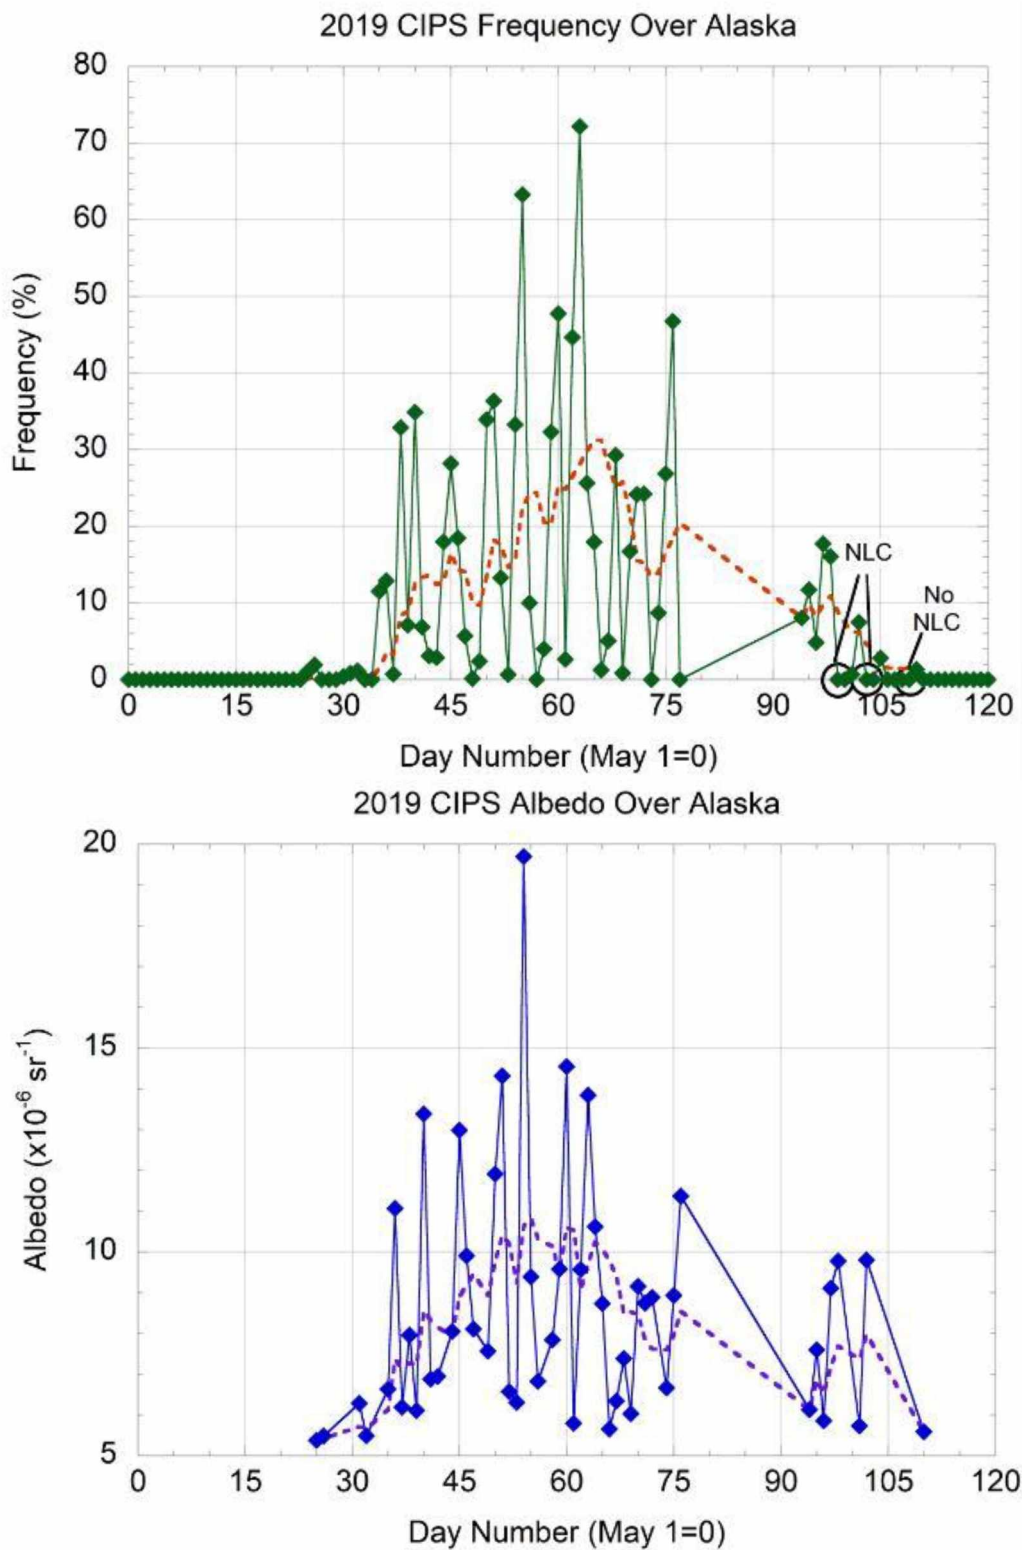 2019 CIPS Frequency Over Alaska
80
70
60
50
40
30
20
10
0
Frequency (%)
NLC
No
NLC
0 15 30 45 60 75 90 105 120
Day Number (May 1=0)
2019 CIPS Albedo Over Alaska
20
15
10
5
Albedo (x10⁻⁶ sr⁻¹)
0 15 30 45 60 75 90 105 120
Day Number (May 1=0)